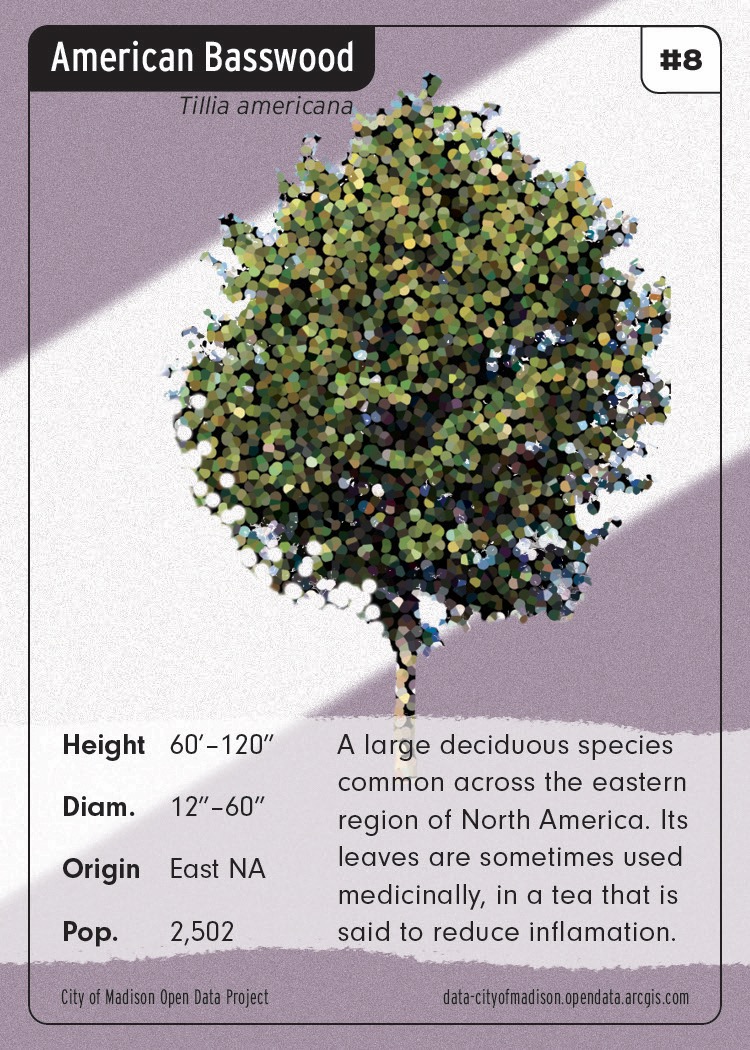 American Basswood
#8
Tillia americana
Height 60′–120″
Diam. 12″–60″
Origin East NA
Pop. 2,502
A large deciduous species
common across the eastern
region of North America. Its
leaves are sometimes used
medicinally, in a tea that is
said to reduce inflamation.
City of Madison Open Data Project
data-cityofmadison.opendata.arcgis.com